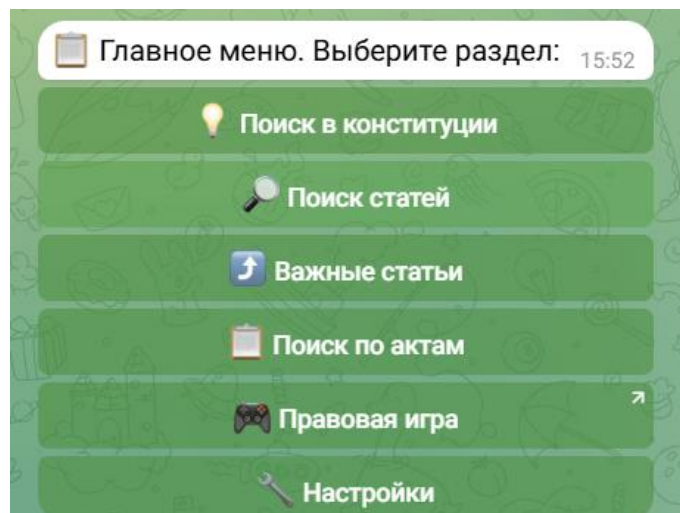 📋 Главное меню. Выберите раздел: 15:52
💡 Поиск в конституции
🔎 Поиск статей
⤴️ Важные статьи
📋 Поиск по актам
🎮 Правовая игра
🔧 Настройки